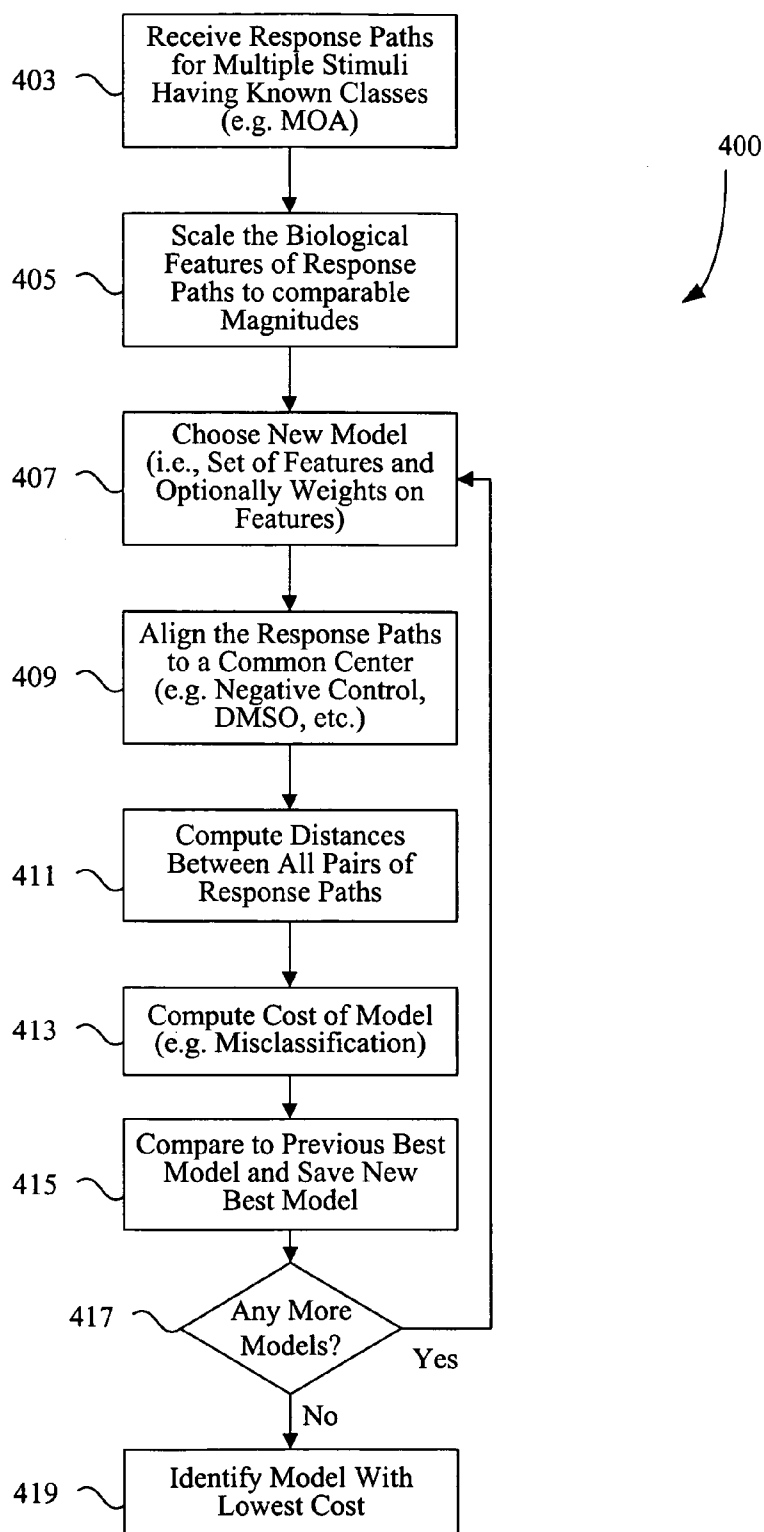 Receive Response Paths
for Multiple Stimuli
Having Known Classes
(e.g. MOA)
403
400
Scale the Biological
Features of Response
Paths to comparable
Magnitudes
405
Choose New Model
(i.e., Set of Features and
Optionally Weights on
Features)
407
Align the Response Paths
to a Common Center
(e.g. Negative Control,
DMSO, etc.)
409
Compute Distances
Between All Pairs of
Response Paths
411
Compute Cost of Model
(e.g. Misclassification)
413
Compare to Previous Best
Model and Save New
Best Model
415
Any More
Models?
417
Yes
No
Identify Model With
Lowest Cost
419